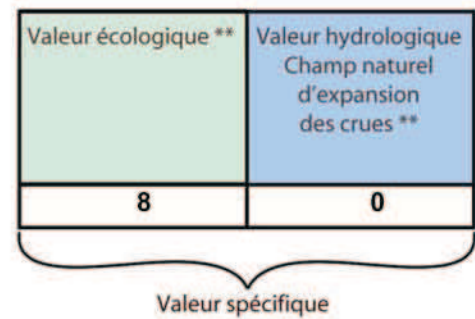 Valeur écologique **
Valeur hydrologique
Champ naturel
d'expansion
des crues **
8
0
Valeur spécifique